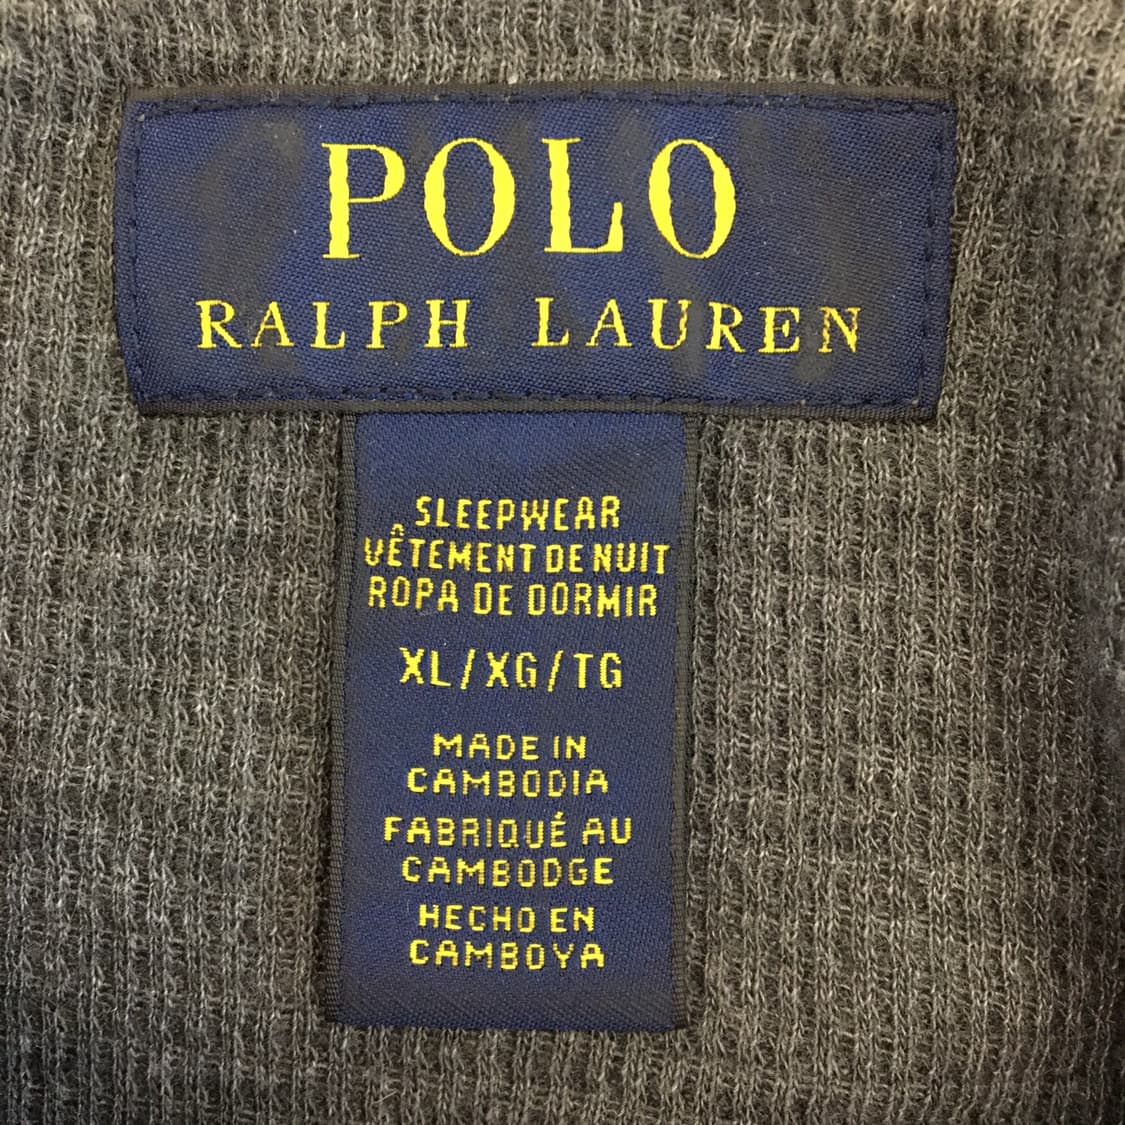 POLO
RALPH LAUREN
SLEEPWEAR
VÊTEMENT DE NUIT
ROPA DE DORMIR
XL/XG/TG
MADE IN
CAMBODIA
FABRIQUÉ AU
CAMBODGE
HECHO EN
CAMBOYA